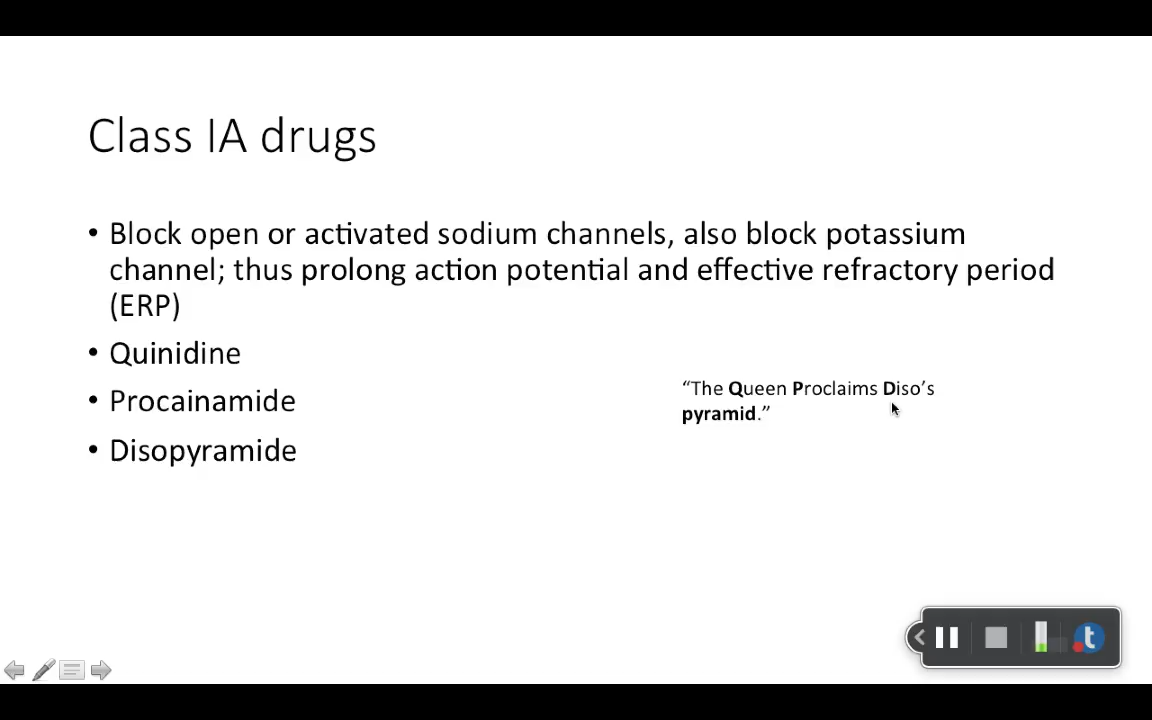 Class IA drugs
• Block open or activated sodium channels, also block potassium
channel; thus prolong action potential and effective refractory period
(ERP)
• Quinidine
• Procainamide
• Disopyramide
“The Queen Proclaims Diso’s
pyramid.”
t